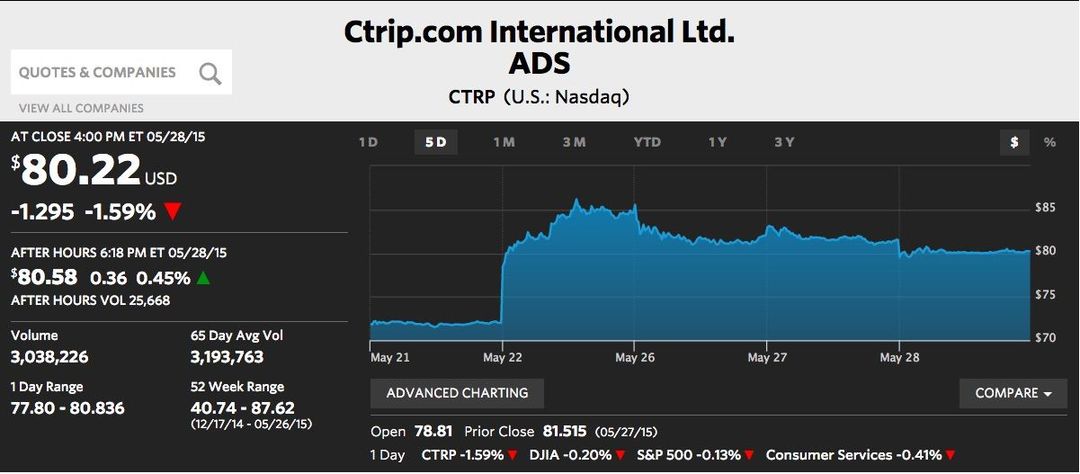 Ctrip.com International Ltd.
ADS
CTRP (U.S.: Nasdaq)
QUOTES & COMPANIES
VIEW ALL COMPANIES
AT CLOSE 4:00 PM ET 05/28/15
$80.22 USD
-1.295 -1.59%
AFTER HOURS 6:18 PM ET 05/28/15
$80.58 0.36 0.45%
AFTER HOURS VOL 25,668
Volume 65 Day Avg Vol
3,038,226 3,193,763
1 Day Range 52 Week Range
77.80 - 80.836 40.74 - 87.62
(12/17/14 - 05/26/15)
1 D 5 D 1 M 3 M YTD 1 Y 3 Y $ %
$85
$80
$75
$70
May 21 May 22 May 26 May 27 May 28
ADVANCED CHARTING COMPARE
Open 78.81 Prior Close 81.515 (05/27/15)
1 Day CTRP -1.59% DJIA -0.20% S&P 500 -0.13% Consumer Services -0.41%